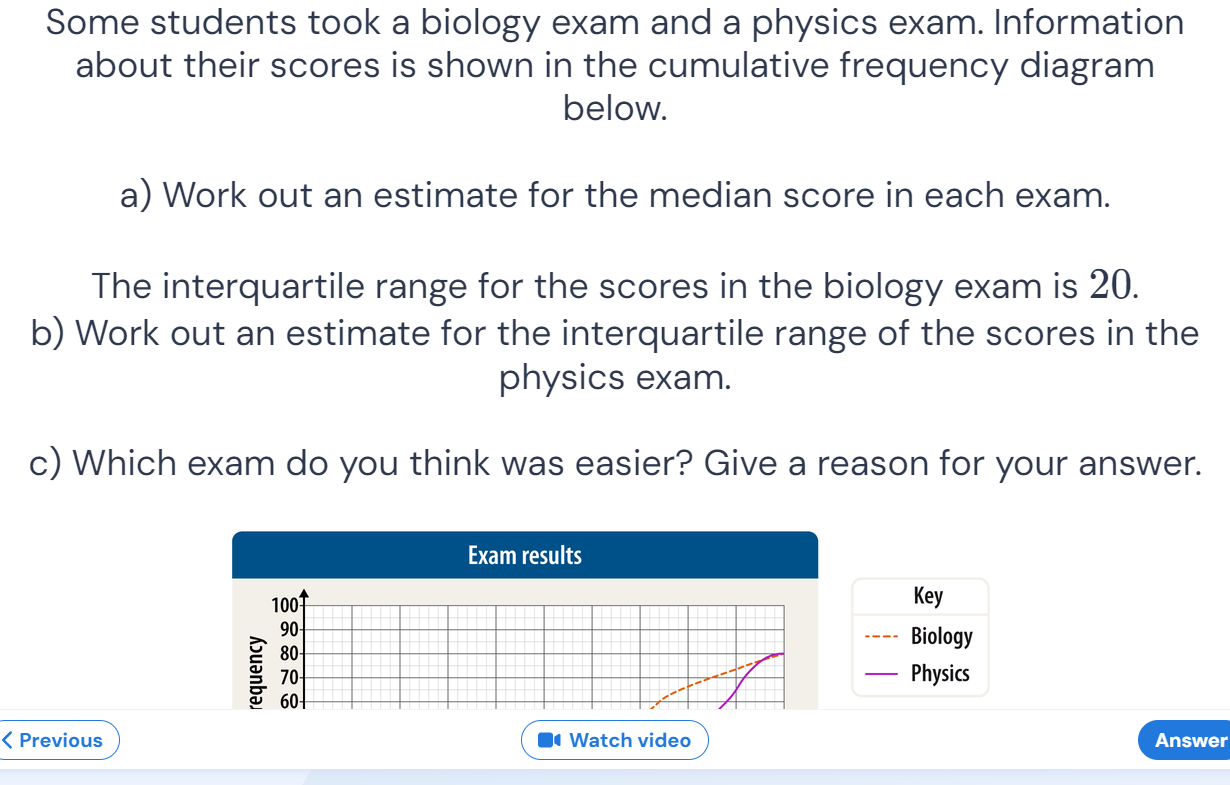 Some students took a biology exam and a physics exam. Information
about their scores is shown in the cumulative frequency diagram
below.
a) Work out an estimate for the median score in each exam.
The interquartile range for the scores in the biology exam is 20.
b) Work out an estimate for the interquartile range of the scores in the
physics exam.
c) Which exam do you think was easier? Give a reason for your answer.
Exam results
Key
Biology
Physics
100
90
80
70
60
requency
Previous
Watch video
Answer